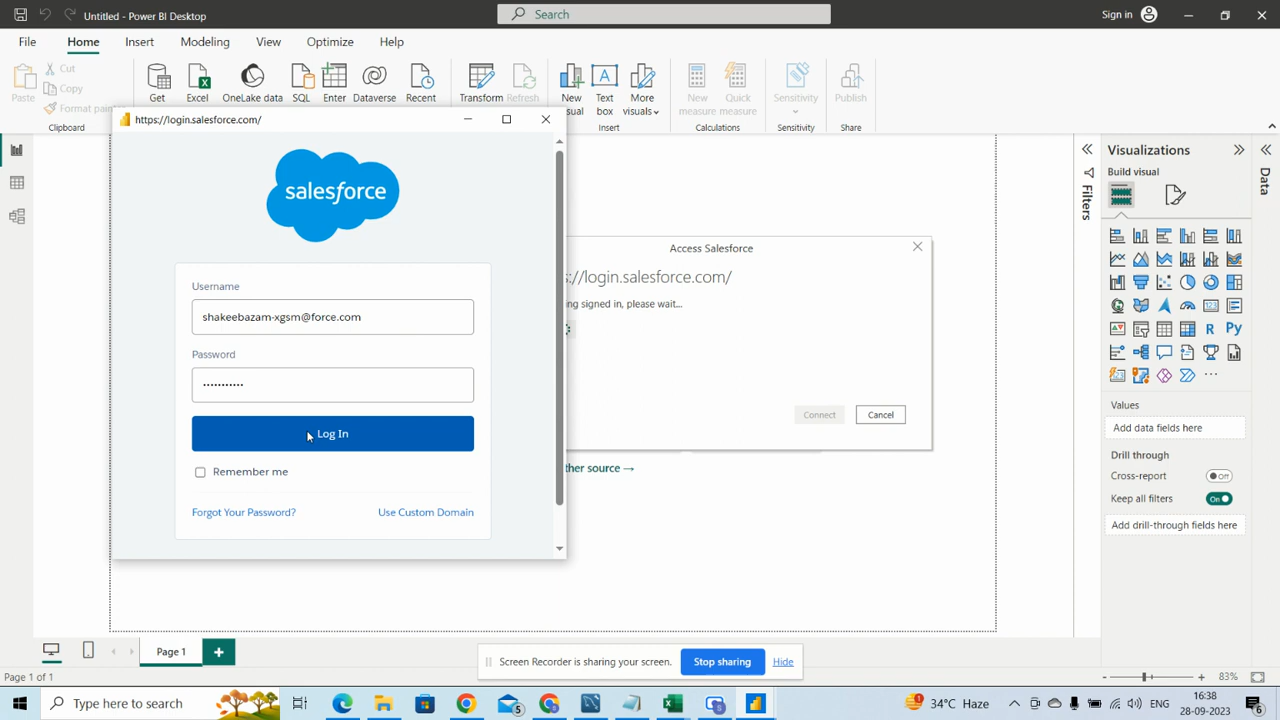 Untitled - Power BI Desktop
Search
Sign in
File
Home
Insert
Modeling
View
Optimize
Help
Paste
Cut
Copy
Format
Clipboard
Get
Excel
OneLake data
SQL
Enter
Dataverse
Recent
Transform
Refresh
New
Text
box
More
visuals
Insert
New
measure
Quick
measure
Calculations
Sensitivity
Sensitivity
Publish
Share
https://login.salesforce.com/
salesforce
Username
shakeebazam-xgsm@force.com
Password
Log In
Remember me
Forgot Your Password?
Use Custom Domain
Access Salesforce
://login.salesforce.com/
ng signed in, please wait...
Connect
Cancel
ther source →
Filters
Visualizations
Build visual
R
Py
123
Values
Add data fields here
Drill through
Cross-report
Off
Keep all filters
On
Add drill-through fields here
Data
Page 1
Page 1 of 1
Screen Recorder is sharing your screen.
Stop sharing
Hide
83%
Type here to search
5
1
34°C Haze
16:38
28-09-2023
6